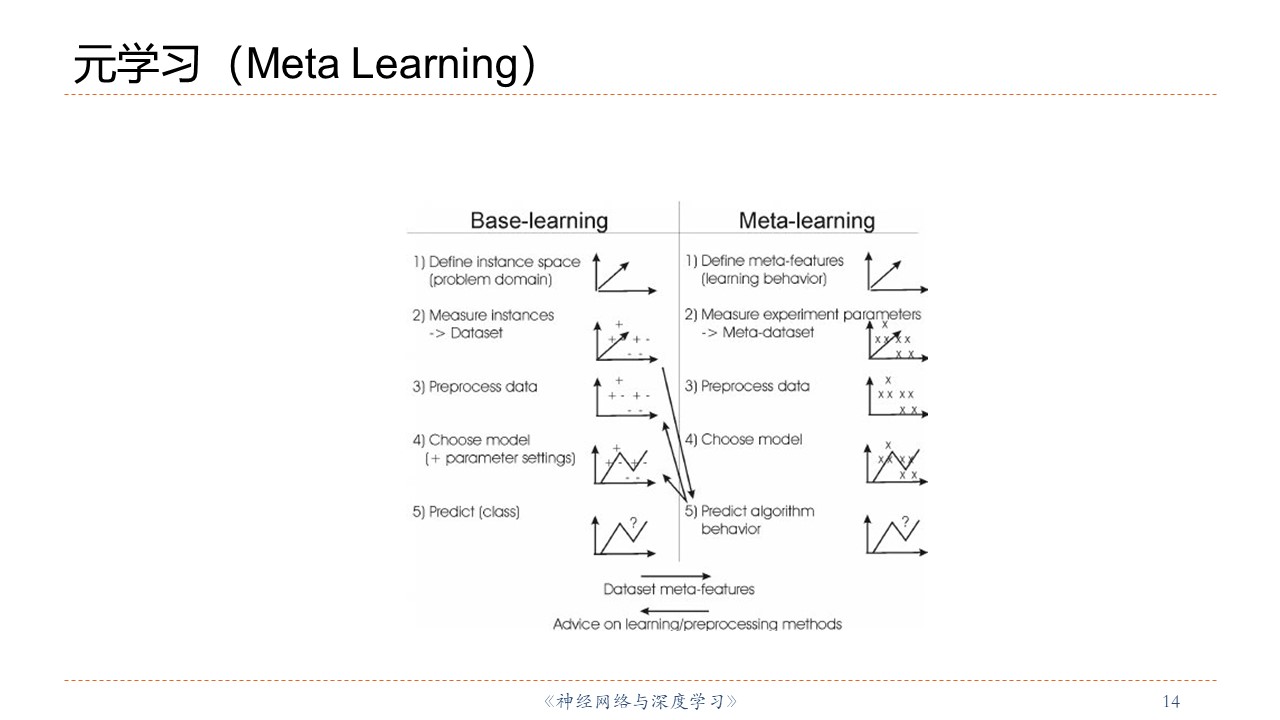 元学习（Meta Learning）
Base-learning
1) Define instance space
(problem domain)
2) Measure instances
-> Dataset
3) Preprocess data
4) Choose model
(+ parameter settings)
5) Predict (class)
?
Meta-learning
1) Define meta-features
(learning behavior)
2) Measure experiment parameters
-> Meta-dataset
3) Preprocess data
4) Choose model
5) Predict algorithm
behavior
?
Dataset meta-features
Advice on learning/preprocessing methods
《神经网络与深度学习》
14